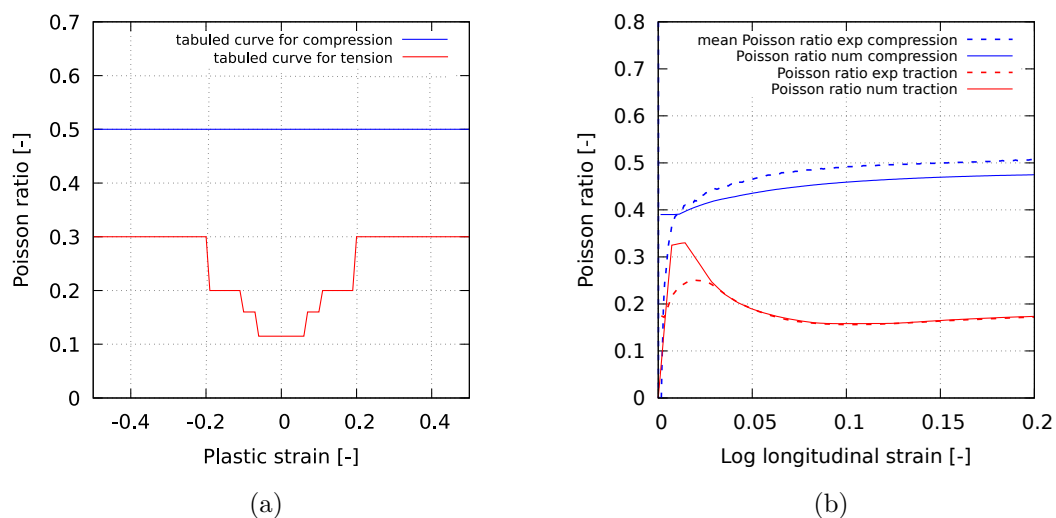 0.7
0.6
0.5
0.4
0.3
0.2
0.1
0
Poisson ratio [-]
tabuled curve for compression
tabuled curve for tension
-0.4
-0.2
0
0.2
0.4
Plastic strain [-]
(a)
0.8
0.7
0.6
0.5
0.4
0.3
0.2
0.1
0
Poisson ratio [-]
mean Poisson ratio exp compression
Poisson ratio num compression
Poisson ratio exp traction
Poisson ratio num traction
0
0.05
0.1
0.15
0.2
Log longitudinal strain [-]
(b)